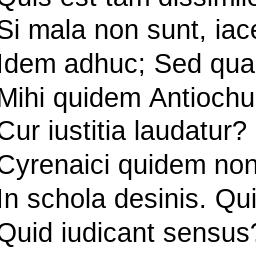 Quis est tam dissimile
Si mala non sunt, iace
Idem adhuc; Sed qua
Mihi quidem Antiochu
Cur iustitia laudatur?
Cyrenaici quidem non
In schola desinis. Qui
Quid iudicant sensus?